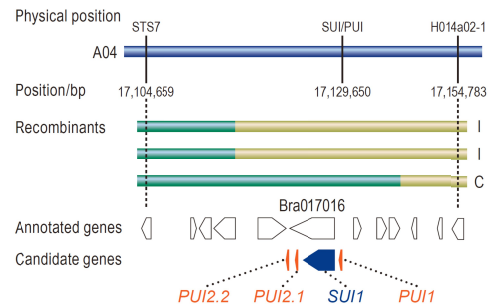 Physical position
STS7 SUI/PUI H014a02-1
A04
Position/bp 17,104,659 17,129,650 17,154,783
Recombinants I
I
C
Bra017016
Annotated genes
Candidate genes
PUI2.2 PUI2.1 SUI1 PUI1